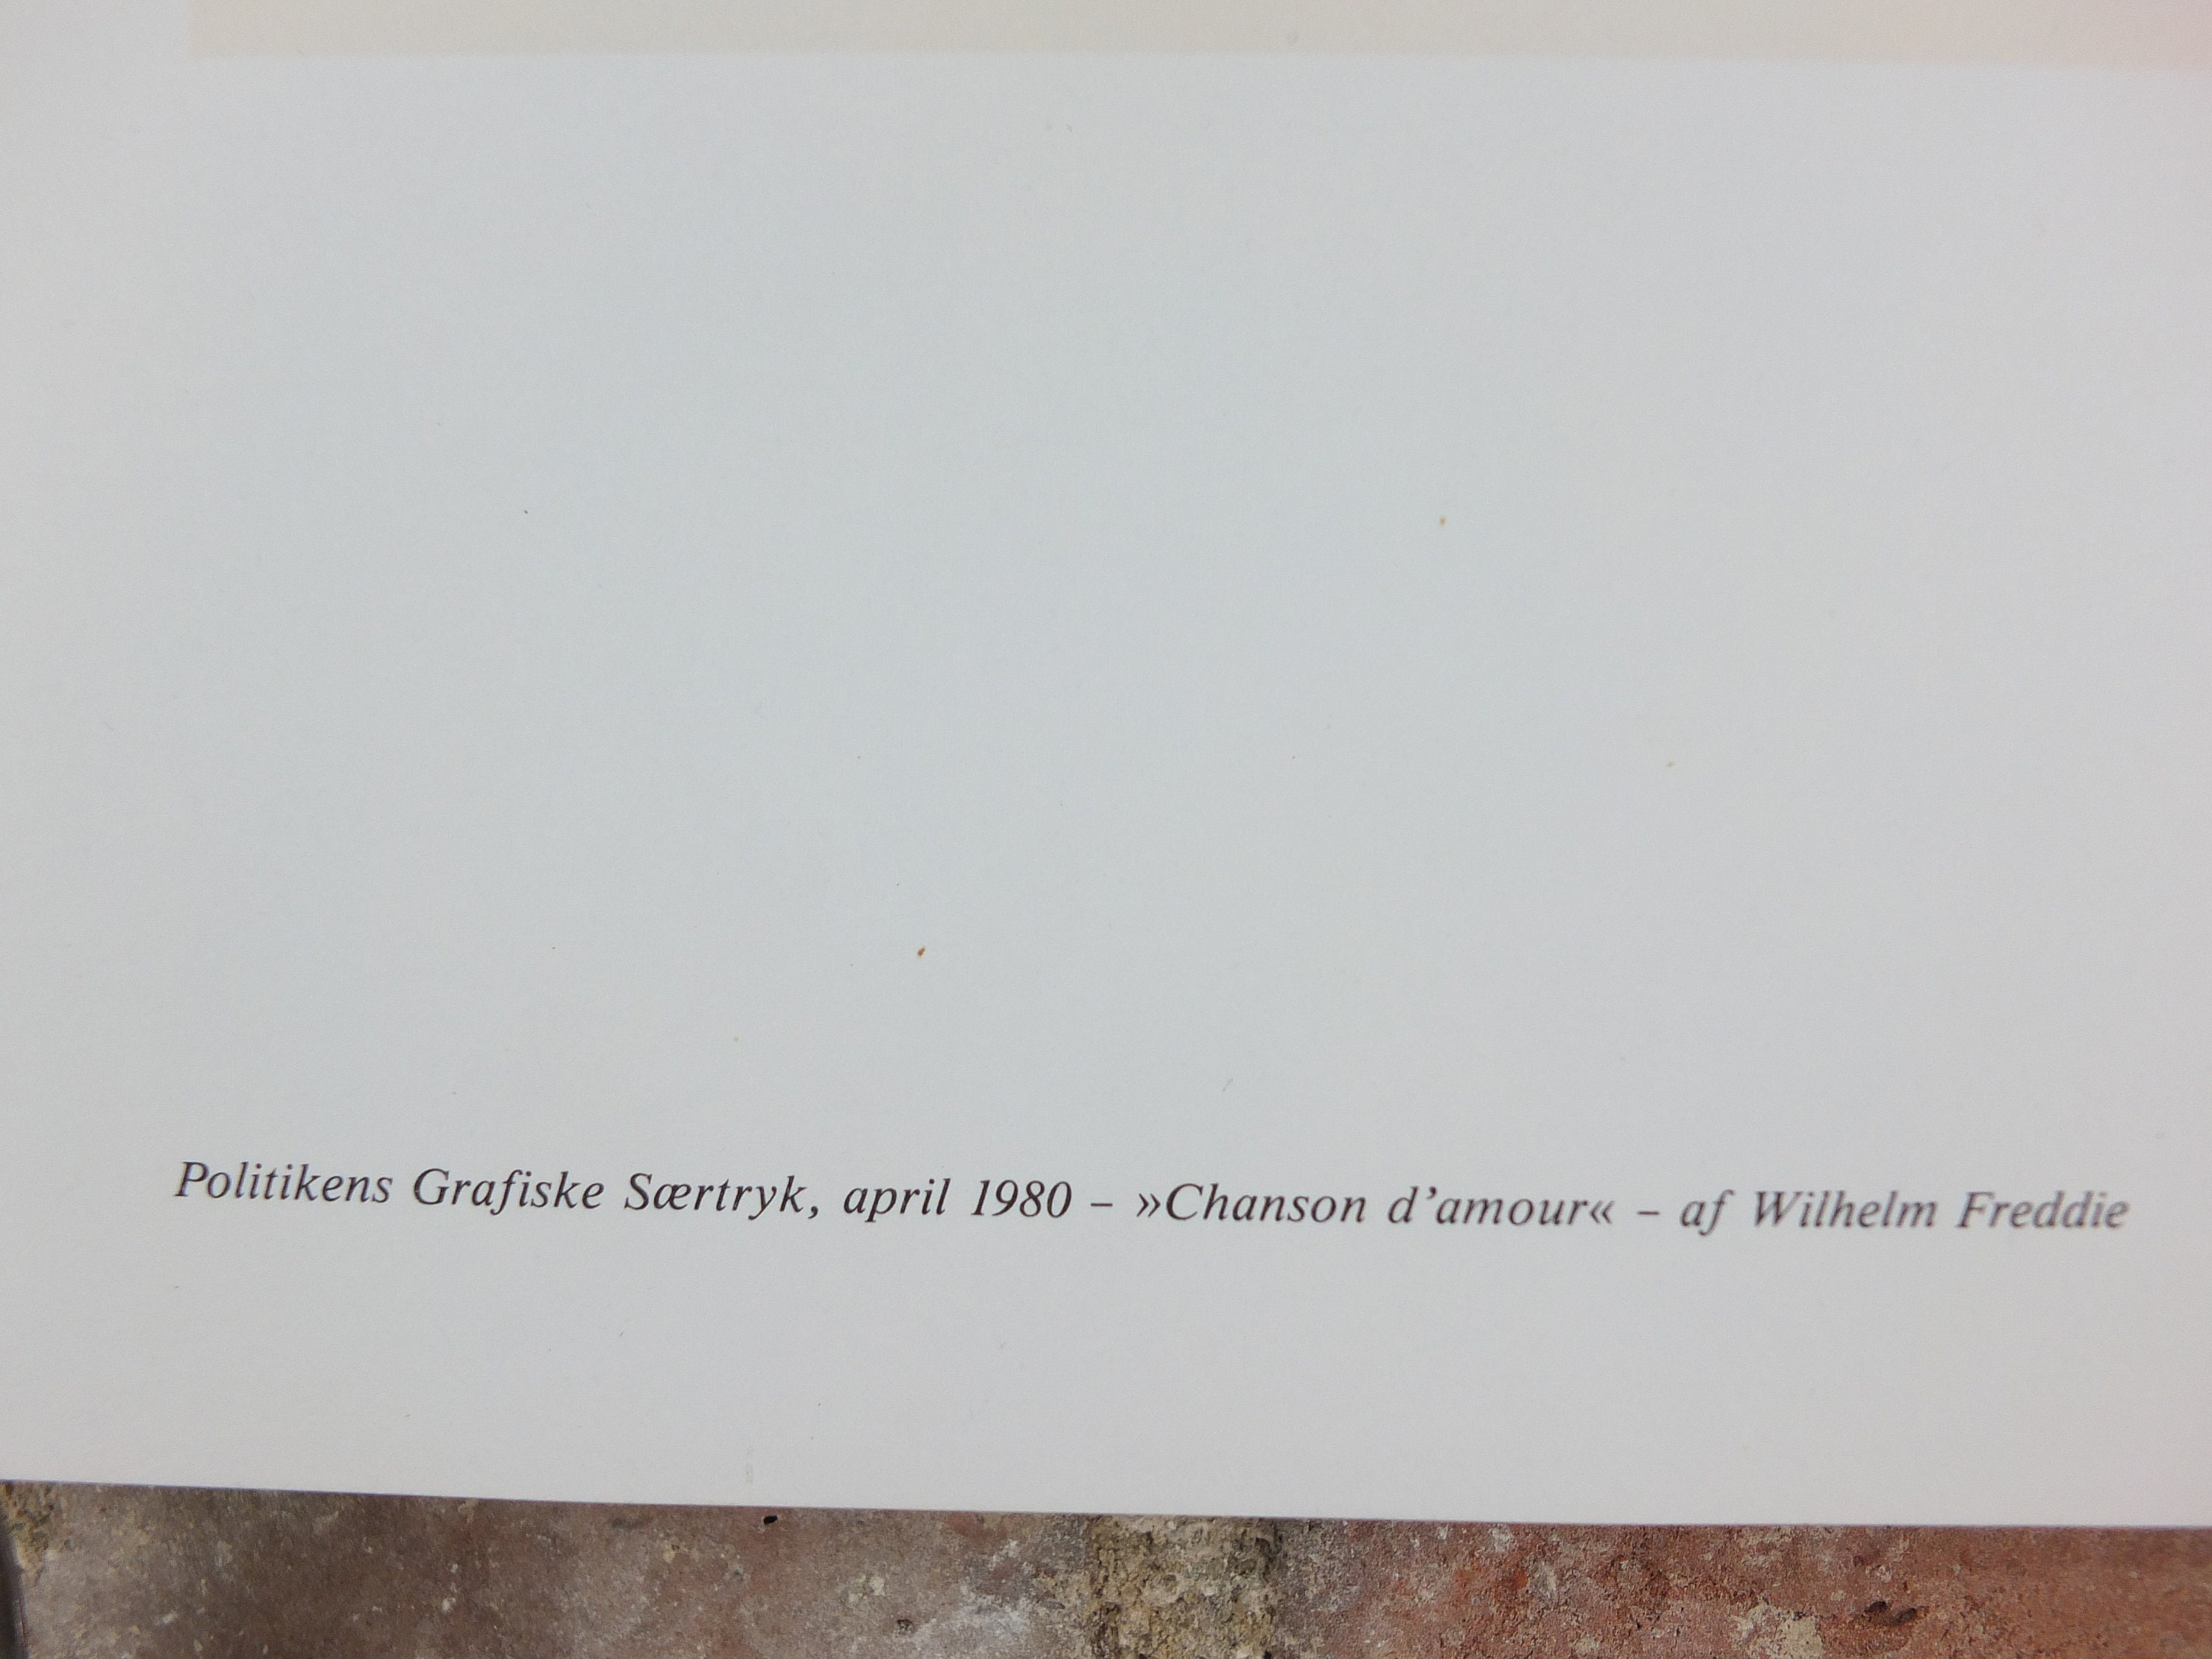 Politikens Grafiske Særtryk, april 1980 – »Chanson d’amour« – af Wilhelm Freddie